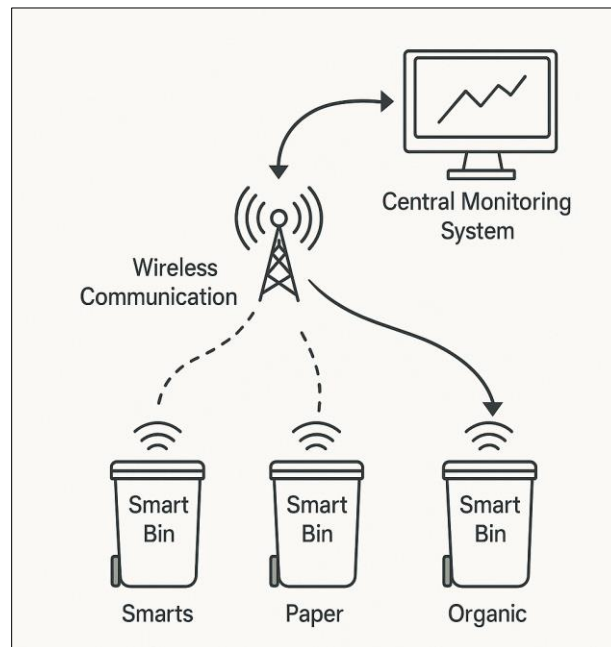 Central Monitoring
System
Wireless
Communication
Smart
Bin
Smart
Bin
Smart
Bin
Smarts
Paper
Organic